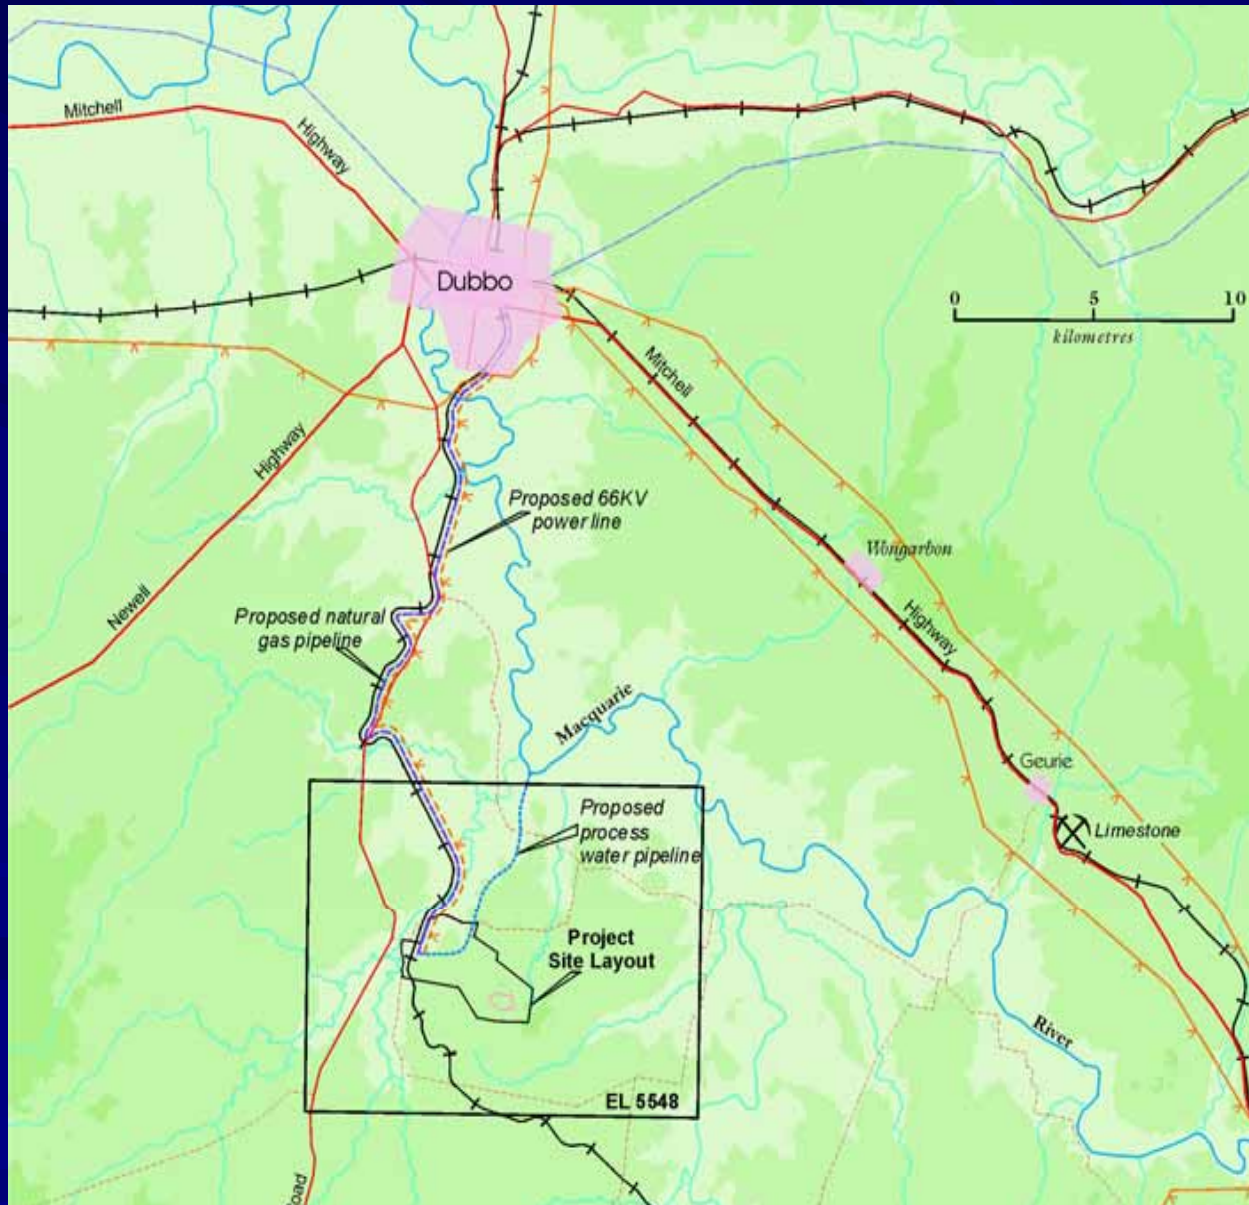 Mitchell
Highway
Dubbo
0 5 10
kilometres
Mitchell
Highway
Proposed 66KV
power line
Wongarbon
Highway
Newell
Proposed natural
gas pipeline
Macquarie
Geurie
Proposed
process
water pipeline
Limestone
Project
Site Layout
River
EL 5548
oad